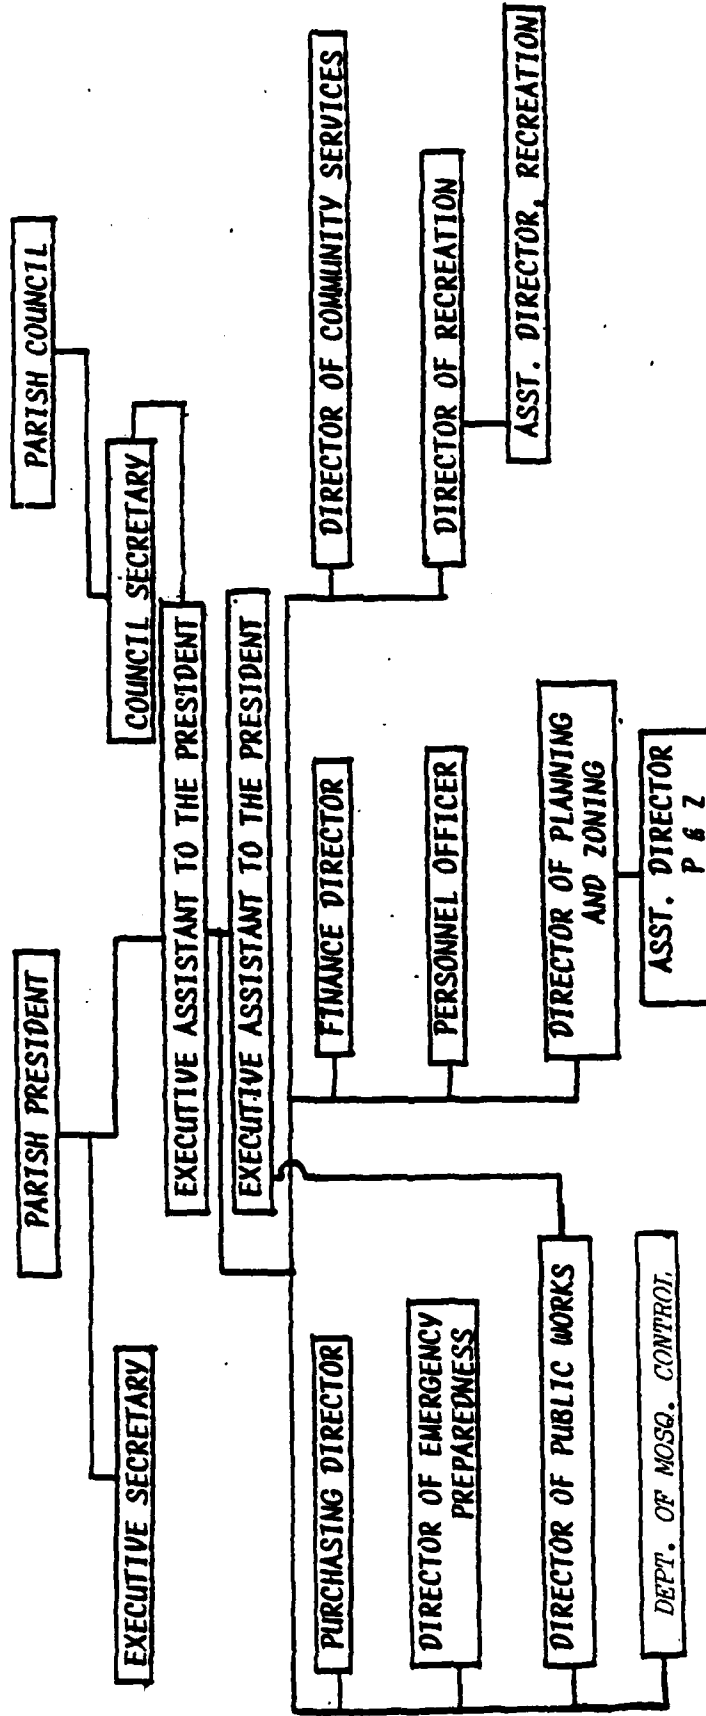 PARISH PRESIDENT
PARISH COUNCIL
EXECUTIVE SECRETARY
COUNCIL SECRETARY
EXECUTIVE ASSISTANT TO THE PRESIDENT
EXECUTIVE ASSISTANT TO THE PRESIDENT
PURCHASING DIRECTOR
DIRECTOR OF EMERGENCY
PREPAREDNESS
DIRECTOR OF PUBLIC WORKS
DEPT. OF MOSQ. CONTROL
FINANCE DIRECTOR
PERSONNEL OFFICER
DIRECTOR OF PLANNING
AND ZONING
ASST. DIRECTOR
P & Z
DIRECTOR OF COMMUNITY SERVICES
DIRECTOR OF RECREATION
ASST. DIRECTOR, RECREATION